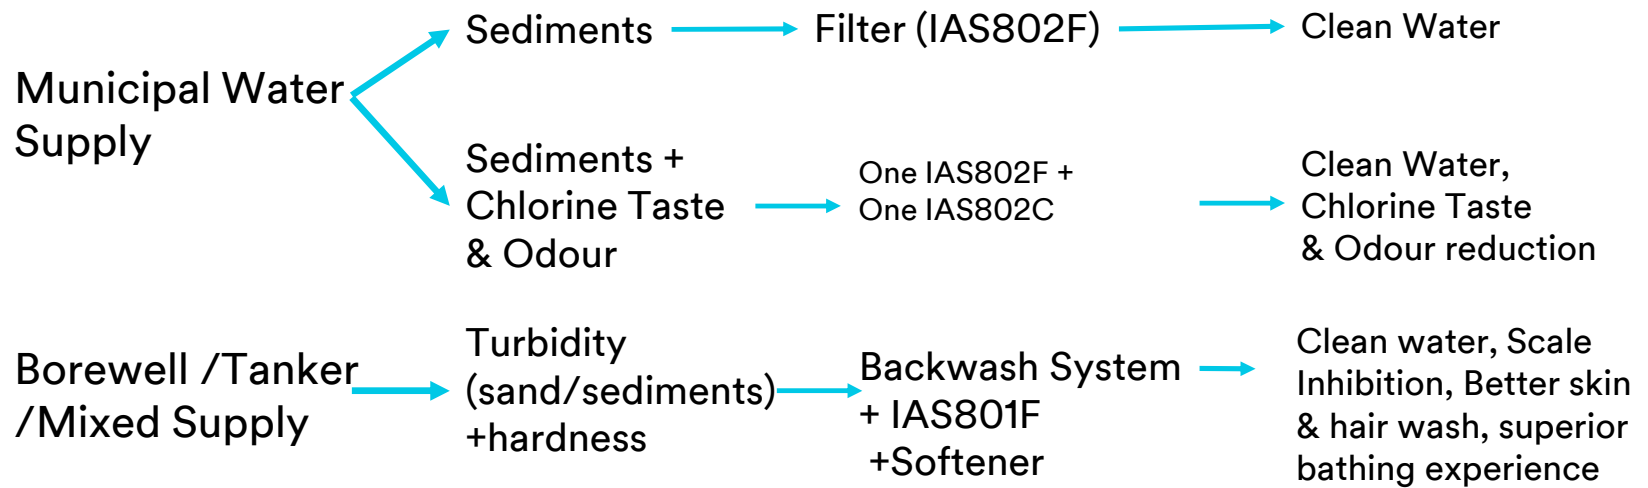 Municipal Water
Supply
Sediments
Filter (IAS802F)
Clean Water
Sediments +
Chlorine Taste
& Odour
One IAS802F +
One IAS802C
Clean Water,
Chlorine Taste
& Odour reduction
Borewell /Tanker
/Mixed Supply
Turbidity
(sand/sediments)
+hardness
Backwash System
+ IAS801F
+Softener
Clean water, Scale
Inhibition, Better skin
& hair wash, superior
bathing experience